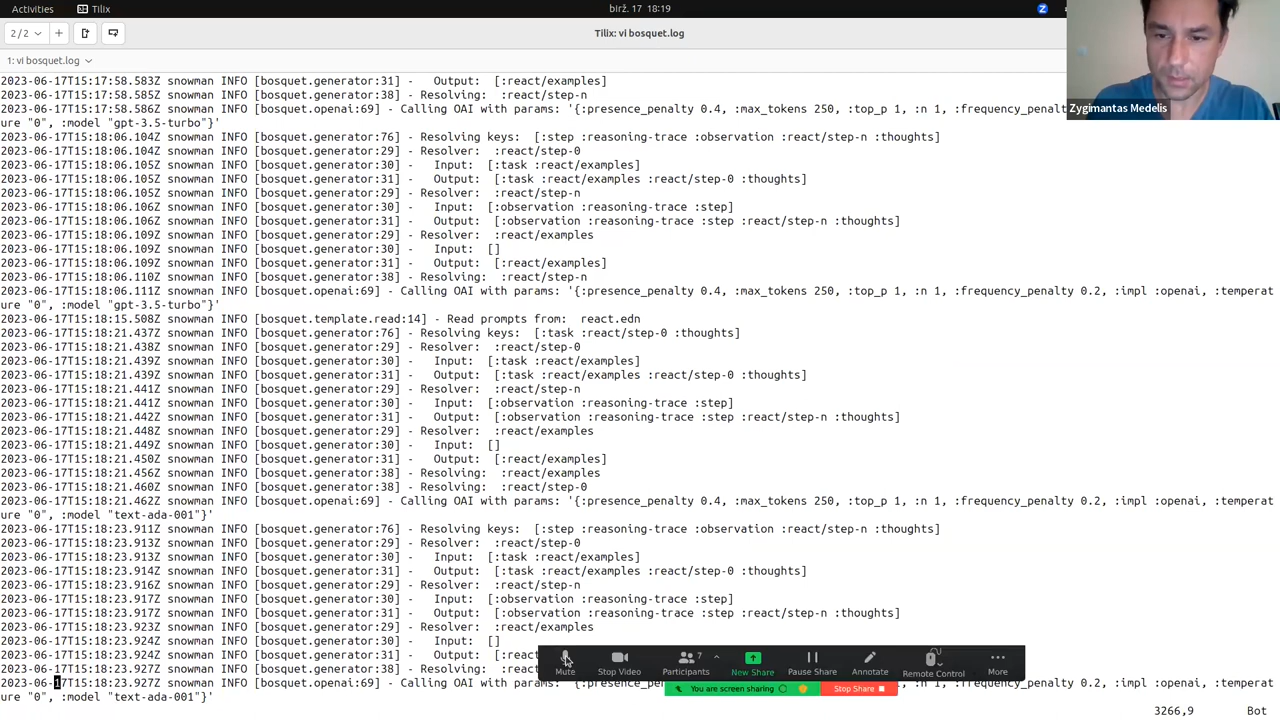 Activities Tilix birž. 17 18:19
2/2 Tilix: vi bosquet.log
1: vi bosquet.log
Zygimantas Medelis
2023-06-17T15:17:58.583Z snowman INFO [bosquet.generator:31] - Output: [:react/examples]
2023-06-17T15:17:58.585Z snowman INFO [bosquet.generator:38] - Resolving: :react/step-n
2023-06-17T15:17:58.586Z snowman INFO [bosquet.openai:69] - Calling OAI with params: '{:presence_penalty 0.4, :max_tokens 250, :top_p 1, :n 1, :frequency_penalty
ure "0", :model "gpt-3.5-turbo"}'
2023-06-17T15:18:06.104Z snowman INFO [bosquet.generator:76] - Resolving keys: [:step :reasoning-trace :observation :react/step-n :thoughts]
2023-06-17T15:18:06.104Z snowman INFO [bosquet.generator:29] - Resolver: :react/step-0
2023-06-17T15:18:06.105Z snowman INFO [bosquet.generator:30] - Input: [:task :react/examples]
2023-06-17T15:18:06.105Z snowman INFO [bosquet.generator:31] - Output: [:task :react/examples :react/step-0 :thoughts]
2023-06-17T15:18:06.105Z snowman INFO [bosquet.generator:29] - Resolver: :react/step-n
2023-06-17T15:18:06.106Z snowman INFO [bosquet.generator:30] - Input: [:observation :reasoning-trace :step]
2023-06-17T15:18:06.106Z snowman INFO [bosquet.generator:31] - Output: [:observation :reasoning-trace :step :react/step-n :thoughts]
2023-06-17T15:18:06.107Z snowman INFO [bosquet.generator:29] - Resolver: :react/examples
2023-06-17T15:18:06.109Z snowman INFO [bosquet.generator:30] - Input: []
2023-06-17T15:18:06.109Z snowman INFO [bosquet.generator:31] - Output: [:react/examples]
2023-06-17T15:18:06.110Z snowman INFO [bosquet.generator:38] - Resolving: :react/step-n
2023-06-17T15:18:06.111Z snowman INFO [bosquet.openai:69] - Calling OAI with params: '{:presence_penalty 0.4, :max_tokens 250, :top_p 1, :n 1, :frequency_penalty 0.2, :impl :openai, :temperat
ure "0", :model "gpt-3.5-turbo"}'
2023-06-17T15:18:15.508Z snowman INFO [bosquet.template.read:14] - Read prompts from: react.edn
2023-06-17T15:18:21.437Z snowman INFO [bosquet.generator:76] - Resolving keys: [:task :react/step-0 :thoughts]
2023-06-17T15:18:21.438Z snowman INFO [bosquet.generator:29] - Resolver: :react/step-0
2023-06-17T15:18:21.439Z snowman INFO [bosquet.generator:30] - Input: [:task :react/examples]
2023-06-17T15:18:21.439Z snowman INFO [bosquet.generator:31] - Output: [:task :react/examples :react/step-0 :thoughts]
2023-06-17T15:18:21.441Z snowman INFO [bosquet.generator:29] - Resolver: :react/step-n
2023-06-17T15:18:21.441Z snowman INFO [bosquet.generator:30] - Input: [:observation :reasoning-trace :step]
2023-06-17T15:18:21.442Z snowman INFO [bosquet.generator:31] - Output: [:observation :reasoning-trace :step :react/step-n :thoughts]
2023-06-17T15:18:21.448Z snowman INFO [bosquet.generator:29] - Resolver: :react/examples
2023-06-17T15:18:21.449Z snowman INFO [bosquet.generator:30] - Input: []
2023-06-17T15:18:21.450Z snowman INFO [bosquet.generator:31] - Output: [:react/examples]
2023-06-17T15:18:21.456Z snowman INFO [bosquet.generator:38] - Resolving: :react/examples
2023-06-17T15:18:21.460Z snowman INFO [bosquet.generator:38] - Resolving: :react/step-0
2023-06-17T15:18:21.462Z snowman INFO [bosquet.openai:69] - Calling OAI with params: '{:presence_penalty 0.4, :max_tokens 250, :top_p 1, :n 1, :frequency_penalty 0.2, :impl :openai, :temperat
ure "0", :model "text-ada-001"}'
2023-06-17T15:18:23.911Z snowman INFO [bosquet.generator:76] - Resolving keys: [:step :reasoning-trace :observation :react/step-n :thoughts]
2023-06-17T15:18:23.913Z snowman INFO [bosquet.generator:29] - Resolver: :react/step-0
2023-06-17T15:18:23.913Z snowman INFO [bosquet.generator:30] - Input: [:task :react/examples]
2023-06-17T15:18:23.914Z snowman INFO [bosquet.generator:31] - Output: [:task :react/examples :react/step-0 :thoughts]
2023-06-17T15:18:23.916Z snowman INFO [bosquet.generator:29] - Resolver: :react/step-n
2023-06-17T15:18:23.917Z snowman INFO [bosquet.generator:30] - Input: [:observation :reasoning-trace :step]
2023-06-17T15:18:23.917Z snowman INFO [bosquet.generator:31] - Output: [:observation :reasoning-trace :step :react/step-n :thoughts]
2023-06-17T15:18:23.923Z snowman INFO [bosquet.generator:29] - Resolver: :react/examples
2023-06-17T15:18:23.924Z snowman INFO [bosquet.generator:30] - Input: []
2023-06-17T15:18:23.924Z snowman INFO [bosquet.generator:31] - Output: [:react
2023-06-17T15:18:23.927Z snowman INFO [bosquet.generator:38] - Resolving: :react
snowman INFO [bosquet.openai:69] - Calling OAI with params: '{:presence_pe :n 1, :frequency_penalty 0.2, :impl :openai, :temperat
"0", :model
Mute Stop Video Participants 7 New Share Pause Share Annotate Remote Control More
You are screen sharing Stop Share
3266,9 Bot